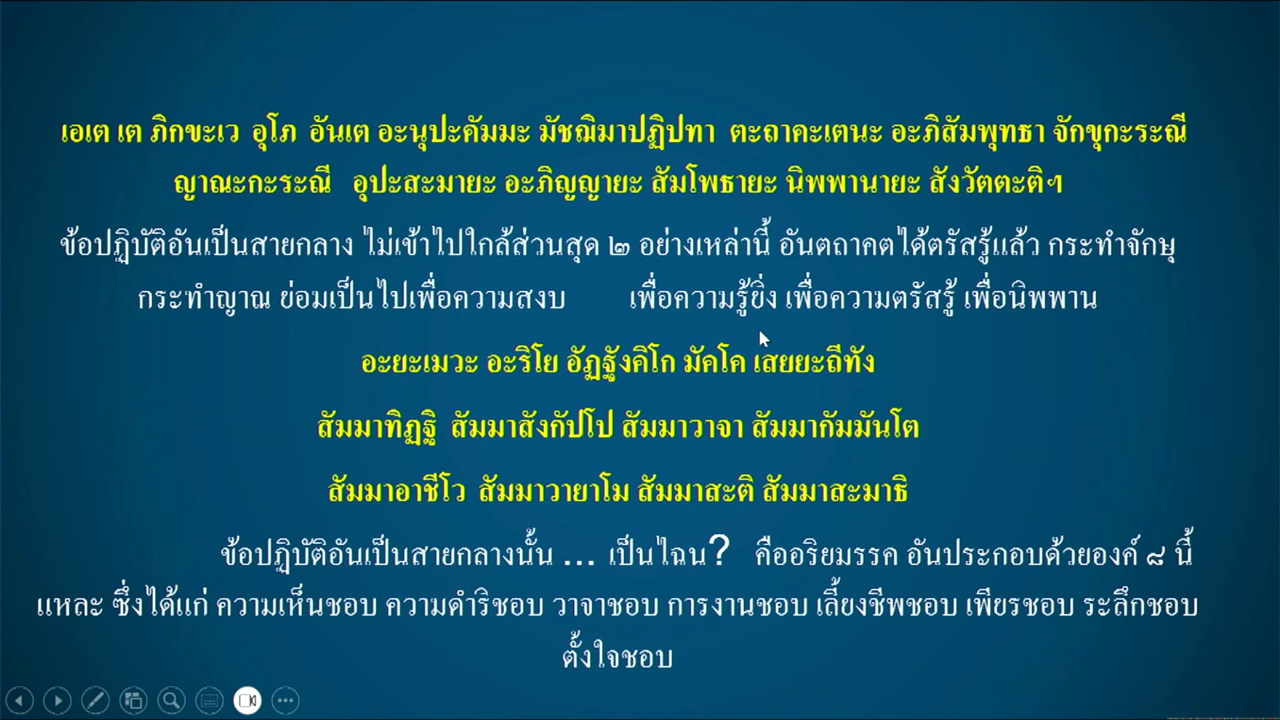 เอเต เต ภิกขะเว อุโภ อันเต อะนุปะคัมมะ มัชฌิมาปฏิปทา ตะถาคะเตนะ อะภิสัมพุทธา จักขุกะระณี
ญาณะกะระณี อุปะสะมายะ อะภิญญายะ สัมโพธายะ นิพพานายะ สังวัตตะติฯ
ข้อปฏิบัติอันเป็นสายกลาง ไม่เข้าไปใกล้ส่วนสุด ๒ อย่างเหล่านี้ อันตถาคตได้ตรัสรู้แล้ว กระทำจักษุ
กระทำญาณ ย่อมเป็นไปเพื่อความสงบ เพื่อความรู้ยิ่ง เพื่อความตรัสรู้ เพื่อนิพพาน
อะยะเมวะ อะริโย อัฏฐังคิโก มัคโค เสยยะถีทัง
สัมมาทิฏฐิ สัมมาสังกัปโป สัมมาวาจา สัมมากัมมันโต
สัมมาอาชีโว สัมมาวายาโม สัมมาสะติ สัมมาสะมาธิ
ข้อปฏิบัติอันเป็นสายกลางนั้น ... เป็นไฉน? คืออริยมรรค อันประกอบด้วยองค์ ๘ นี้
แหละ ซึ่งได้แก่ ความเห็นชอบ ความดำริชอบ วาจาชอบ การงานชอบ เลี้ยงชีพชอบ เพียรชอบ ระลึกชอบ
ตั้งใจชอบ